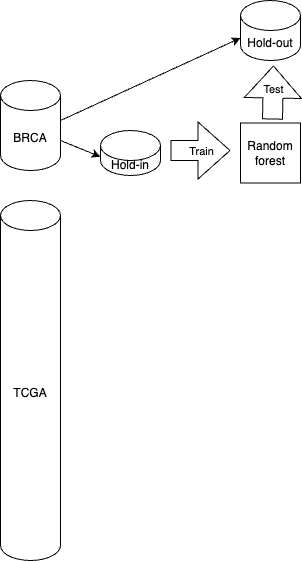 Hold-out
Test
BRCA
Hold-in
Train
Random
forest
TCGA